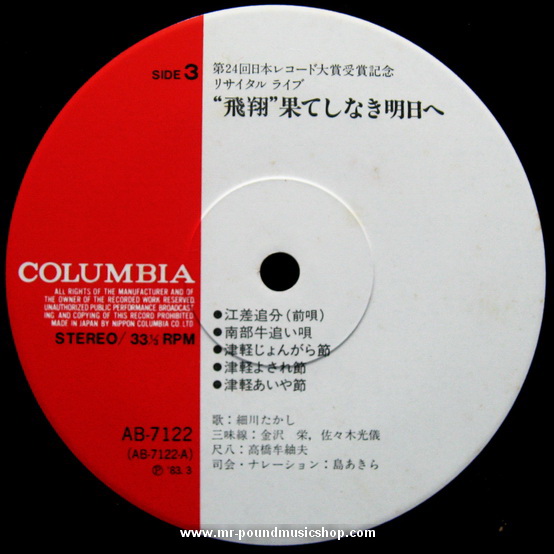 SIDE 3
第24回日本レコード大賞受賞記念
リサイタル ライブ
“飛翔”果てしなき明日へ
COLUMBIA
ALL RIGHTS OF THE MANUFACTURER AND OF
THE OWNER OF THE RECORDED WORK RESERVED
UNAUTHORIZED PUBLIC PERFORMANCE BROADCAST-
ING AND COPYING OF THIS RECORD PROHIBITED.
MADE IN JAPAN BY NIPPON COLUMBIA CO. LTD
STEREO/33⅓RPM
●江差追分(前唄)
●南部牛追い唄
●津軽じょんがら節
●津軽よされ節
●津軽あいや節
AB-7122
(AB-7122-A)
Ⓟ '83.3
歌:細川たかし
三味線:金沢 栄, 佐々木光儀
尺八:高橋牟紬夫
司会・ナレーション:島あきら
www.mr-poundmusicshop.com